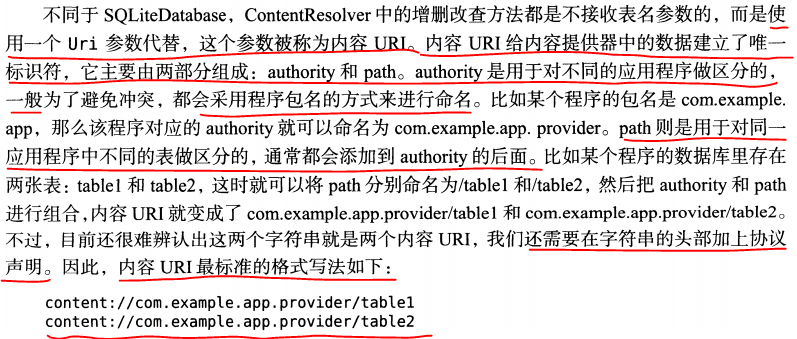 不同于 SQLiteDatabase，ContentResolver 中的增删改查方法都是不接收表名参数的，而是使
用一个 Uri 参数代替，这个参数被称为内容 URI。内容 URI 给内容提供器中的数据建立了唯一
标识符，它主要由两部分组成：authority 和 path。authority 是用于对不同的应用程序做区分的，
一般为了避免冲突，都会采用程序包名的方式来进行命名。比如某个程序的包名是 com.example.
app，那么该程序对应的 authority 就可以命名为 com.example.app. provider。path 则是用于对同一
应用程序中不同的表做区分的，通常都会添加到 authority 的后面。比如某个程序的数据库里存在
两张表：table1 和 table2，这时就可以将 path 分别命名为/table1 和/table2，然后把 authority 和 path
进行组合，内容 URI 就变成了 com.example.app.provider/table1 和 com.example.app.provider/table2。
不过，目前还很难辨认出这两个字符串就是两个内容 URI，我们还需要在字符串的头部加上协议
声明。因此，内容 URI 最标准的格式写法如下：
content://com.example.app.provider/table1
content://com.example.app.provider/table2